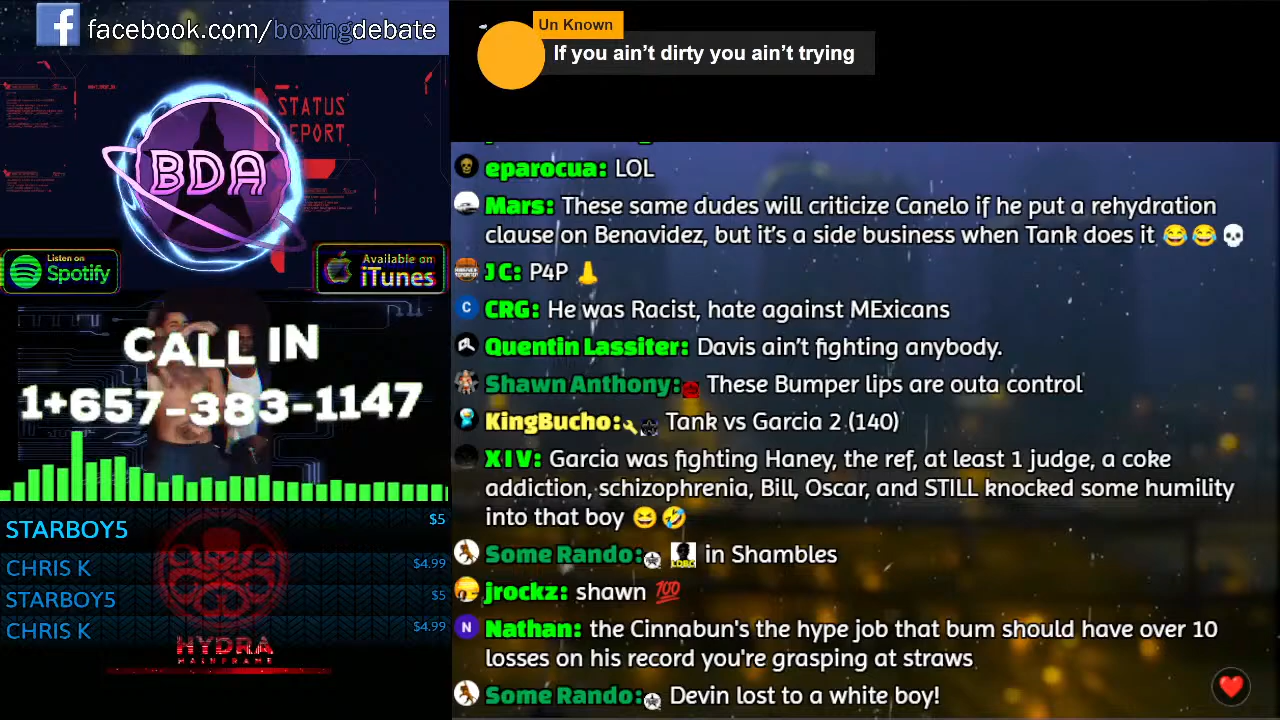 facebook.com/boxingdebate
STATUS
REPORT
BDA
Listen on
Spotify
Available on
iTunes
CALL IN
1+657-383-1147
STARBOY5 $5
CHRIS K $4.99
STARBOY5 $5
CHRIS K $4.99
HYDRA
MAINFRAME
Un Known
If you ain’t dirty you ain’t trying
eparocua: LOL
Mars: These same dudes will criticize Canelo if he put a rehydration
clause on Benavidez, but it’s a side business when Tank does it 😂😂💀
JC: P4P 👃
CRG: He was Racist, hate against MExicans
Quentin Lassiter: Davis ain’t fighting anybody.
Shawn Anthony: These Bumper lips are outa control
KingBucho: Tank vs Garcia 2 (140)
XIV: Garcia was fighting Haney, the ref, at least 1 judge, a coke
addiction, schizophrenia, Bill, Oscar, and STILL knocked some humility
into that boy 😆🤣
Some Rando: in Shambles
jrockz: shawn 💯
Nathan: the Cinnabun's the hype job that bum should have over 10
losses on his record you're grasping at straws
Some Rando: Devin lost to a white boy!